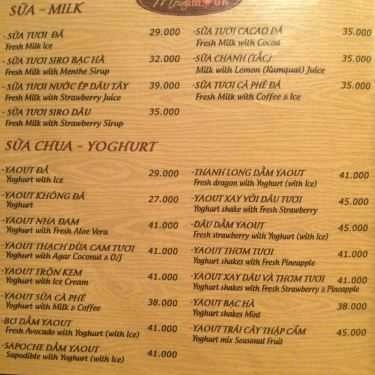 SỮA - MILK
-SỮA TƯƠI ĐÁ 29.000
Fresh Milk Ice
-SỮA TƯƠI SIRO BẠC HÀ 35.000
Fresh Milk with Menthe Sirup
-SỮA TƯƠI NƯỚC ÉP DÂU TÂY 39.000
Fresh Milk with Strawberry Juice
-SỮA TƯƠI SIRO DÂU 35.000
Fresh Milk with Strawberry Sirup
-SỮA TƯƠI CACAO ĐÁ 35.000
Fresh Milk with Cocoa
-SỮA CHANH (TẮC) 35.000
Milk with Lemon (Kumquat) Juice
-SỮA TƯƠI CÀ PHÊ ĐÁ 35.000
Fresh Milk with Coffee & Ice
SỮA CHUA - YOGHURT
-YAOUT ĐÁ 29.000
Yoghurt with Ice
-YAOUT KHÔNG ĐÁ 27.000
Yoghurt
-YAOUT NHA ĐAM 41.000
Yoghurt with Fresh Aloe Vera
-YAOUT THẠCH DỪA CAM TƯƠI 41.000
Yoghurt with Agar Coconut & O/J
-YAOUT TRỘN KEM 41.000
Yoghurt with Ice Cream
-YAOUT SỮA CÀ PHÊ 38.000
Yoghurt with Milk & Coffee
-BƠ DẦM YAOUT 41.000
Fresh Avocado with Yoghurt (with Ice)
-SAPOCHE DẦM YAOUT 41.000
Sapodible with Yoghurt (with Ice)
-THANH LONG DẦM YAOUT 41.000
Fresh dragon with Yoghurt (with Ice)
-YAOUT XAY VỚI DÂU TƯƠI 45.000
Yoghurt shake with Fresh Strawberry
-DÂU DẦM YAOUT 45.000
Fresh strawberry with Yoghurt (with Ice)
-YAOUT THƠM TƯƠI 41.000
Yoghurt shakes with Fresh Pineapple
-YAOUT XAY DÂU VÀ THƠM TƯƠI 41.000
Yoghurt shakes with Fresh Strawberry & Pineapple
-YAOUT BẠC HÀ 38.000
Yoghurt shakes Mint
-YAOUT TRÁI CÂY THẬP CẨM 45.000
Yoghurt mix Seasonal Fruit